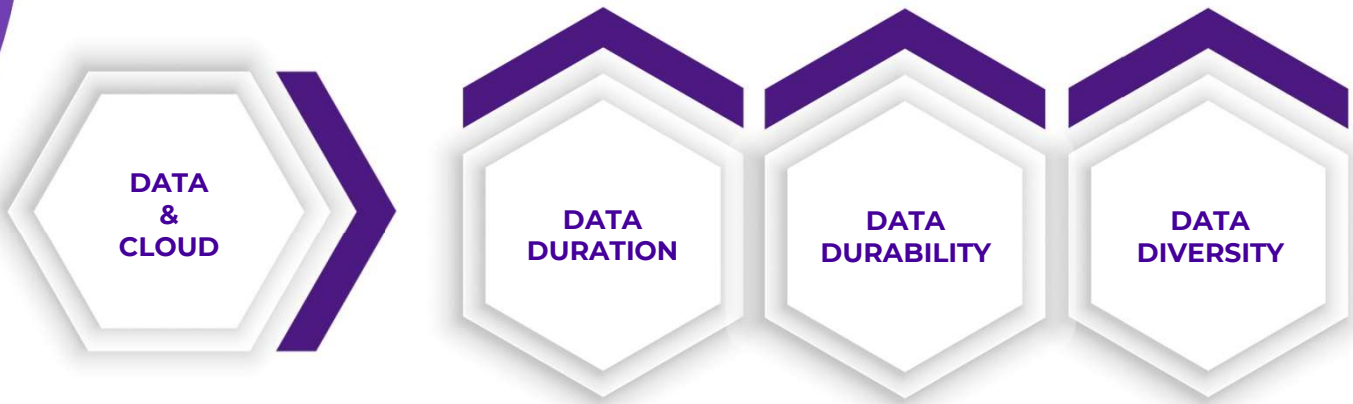 DATA
&
CLOUD
DATA
DURATION
DATA
DURABILITY
DATA
DIVERSITY